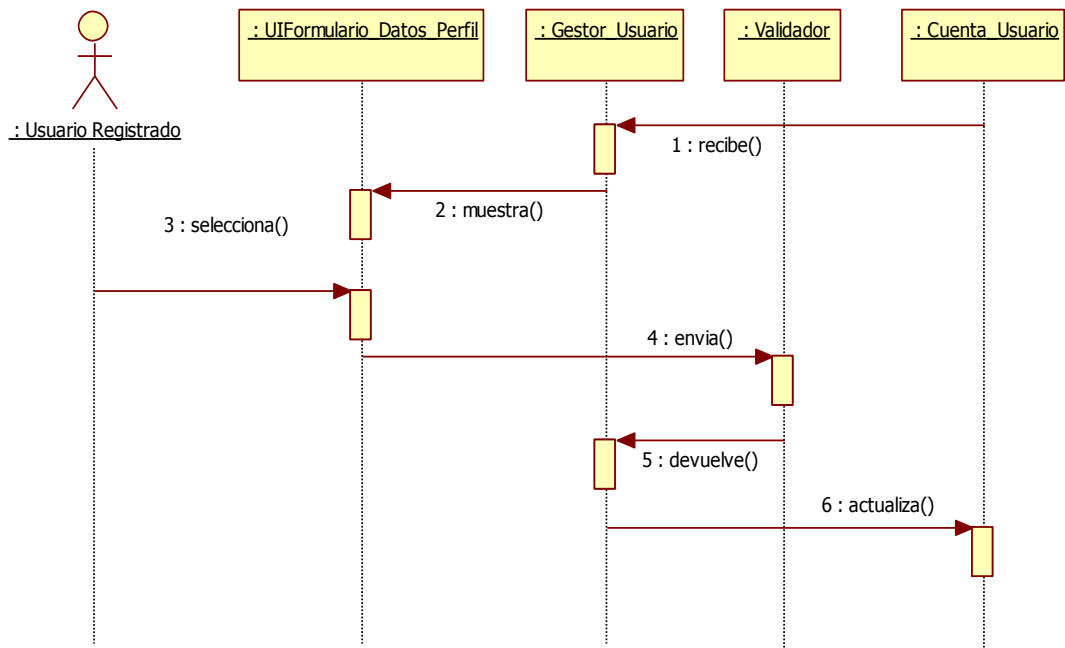 : UIFormulario_Datos_Perfil
: Gestor_Usuario
: Validador
: Cuenta_Usuario
: Usuario Registrado
1 : recibe()
2 : muestra()
3 : selecciona()
4 : envia()
5 : devuelve()
6 : actualiza()